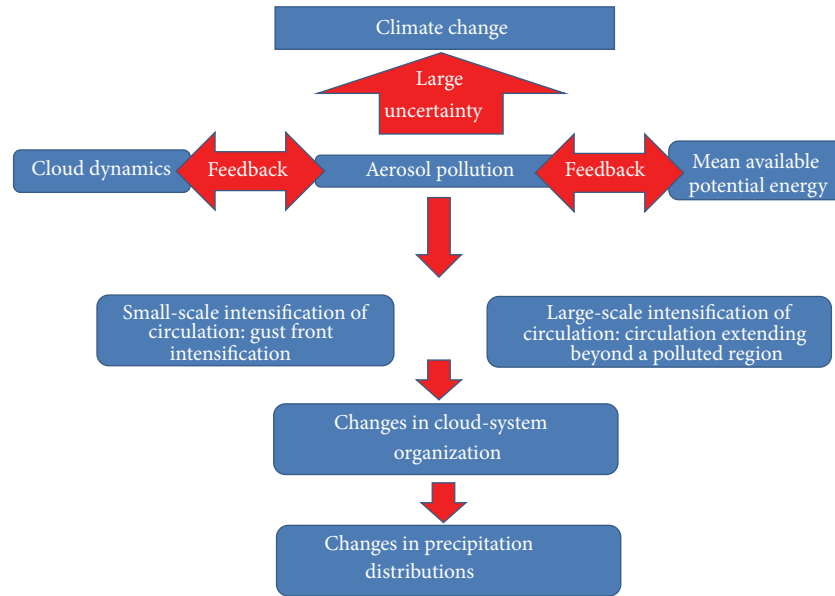 Climate change
Large
uncertainty
Cloud dynamics
Feedback
Aerosol pollution
Feedback
Mean available
potential energy
Small-scale intensification of
circulation: gust front
intensification
Large-scale intensification of
circulation: circulation extending
beyond a polluted region
Changes in cloud-system
organization
Changes in precipitation
distributions